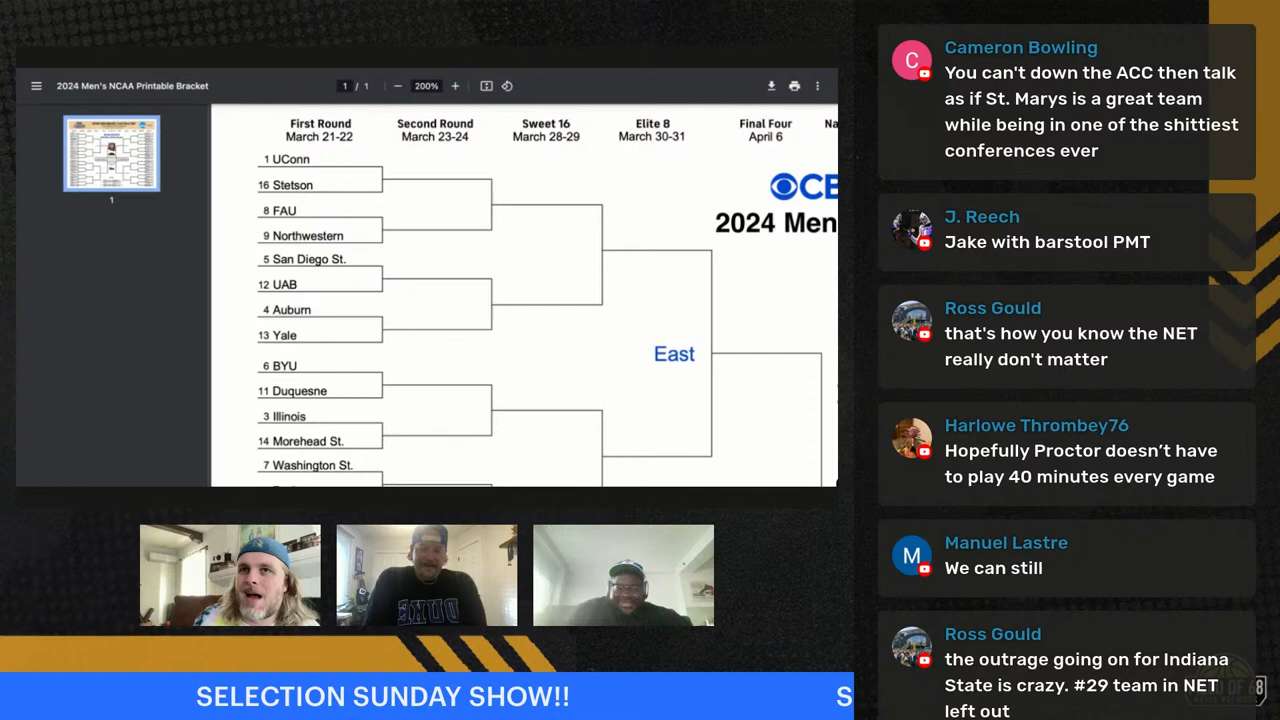 2024 Men's NCAA Printable Bracket
1 / 1
200%
1
First Round
March 21-22
Second Round
March 23-24
Sweet 16
March 28-29
Elite 8
March 30-31
Final Four
April 6
Na
1 UConn
16 Stetson
8 FAU
9 Northwestern
5 San Diego St.
12 UAB
4 Auburn
13 Yale
6 BYU
11 Duquesne
3 Illinois
14 Morehead St.
7 Washington St.
CB
2024 Men
East
DUKE
SELECTION SUNDAY SHOW!!
S
C
Cameron Bowling
You can't down the ACC then talk
as if St. Marys is a great team
while being in one of the shittiest
conferences ever
J. Reech
Jake with barstool PMT
Ross Gould
that's how you know the NET
really don't matter
Harlowe Thrombey76
Hopefully Proctor doesn’t have
to play 40 minutes every game
M
Manuel Lastre
We can still
Ross Gould
the outrage going on for Indiana
State is crazy. #29 team in NET
left out